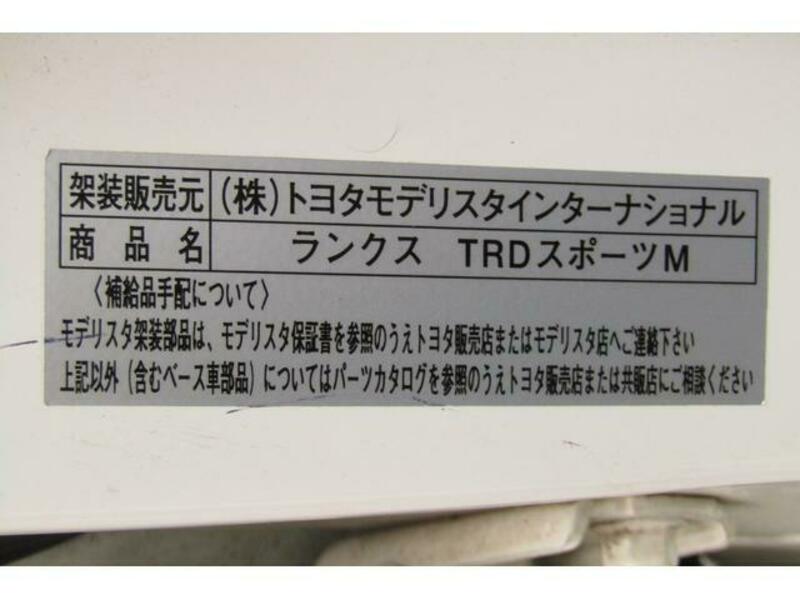 架装販売元 (株)トヨタモデリスタインターナショナル
商品名 ランクス TRDスポーツM
〈補給品手配について〉
モデリスタ架装部品は、モデリスタ保証書を参照のうえトヨタ販売店またはモデリスタ店へご連絡下さい
上記以外(含むベース車部品)についてはパーツカタログを参照のうえトヨタ販売店または共販店にご相談ください